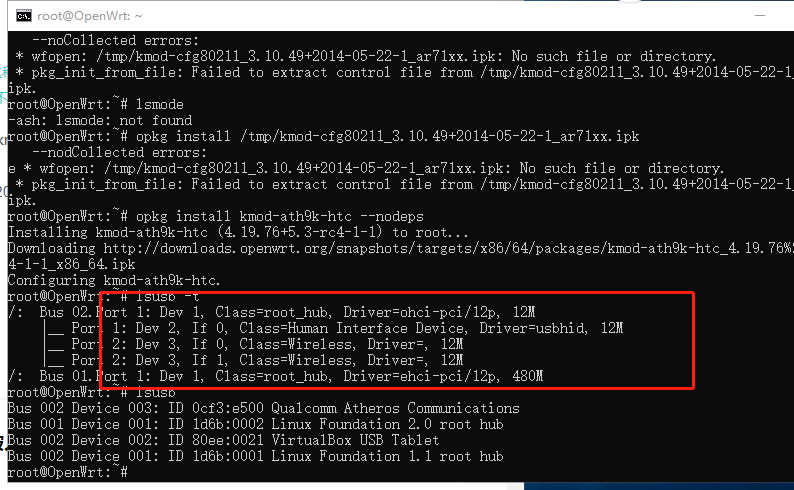 root@OpenWrt: ~
--noCollected errors:
* wfopen: /tmp/kmod-cfg80211_3.10.49+2014-05-22-1_ar71xx.ipk: No such file or directory.
* pkg_init_from_file: Failed to extract control file from /tmp/kmod-cfg80211_3.10.49+2014-05-22-1_
ipk.
root@OpenWrt:~# lsmode
-ash: lsmode: not found
root@OpenWrt:~# opkg install /tmp/kmod-cfg80211_3.10.49+2014-05-22-1_ar71xx.ipk
--nodCollected errors:
e * wfopen: /tmp/kmod-cfg80211_3.10.49+2014-05-22-1_ar71xx.ipk: No such file or directory.
* pkg_init_from_file: Failed to extract control file from /tmp/kmod-cfg80211_3.10.49+2014-05-22-1_
ipk.
root@OpenWrt:~# opkg install kmod-ath9k-htc --nodeps
Installing kmod-ath9k-htc (4.19.76+5.3-rc4-1-1) to root...
Downloading http://downloads.openwrt.org/snapshots/targets/x86/64/packages/kmod-ath9k-htc_4.19.76%
4-1-1_x86_64.ipk
Configuring kmod-ath9k-htc.
root@OpenWrt:~# lsusb -t
/:  Bus 02.Port 1: Dev 1, Class=root_hub, Driver=ohci-pci/12p, 12M
|__ Port 1: Dev 2, If 0, Class=Human Interface Device, Driver=usbhid, 12M
|__ Port 2: Dev 3, If 0, Class=Wireless, Driver=, 12M
|__ Port 2: Dev 3, If 1, Class=Wireless, Driver=, 12M
/:  Bus 01.Port 1: Dev 1, Class=root_hub, Driver=ehci-pci/12p, 480M
root@OpenWrt:~# lsusb
Bus 002 Device 003: ID 0cf3:e500 Qualcomm Atheros Communications
Bus 001 Device 001: ID 1d6b:0002 Linux Foundation 2.0 root hub
Bus 002 Device 002: ID 80ee:0021 VirtualBox USB Tablet
Bus 002 Device 001: ID 1d6b:0001 Linux Foundation 1.1 root hub
root@OpenWrt:~#